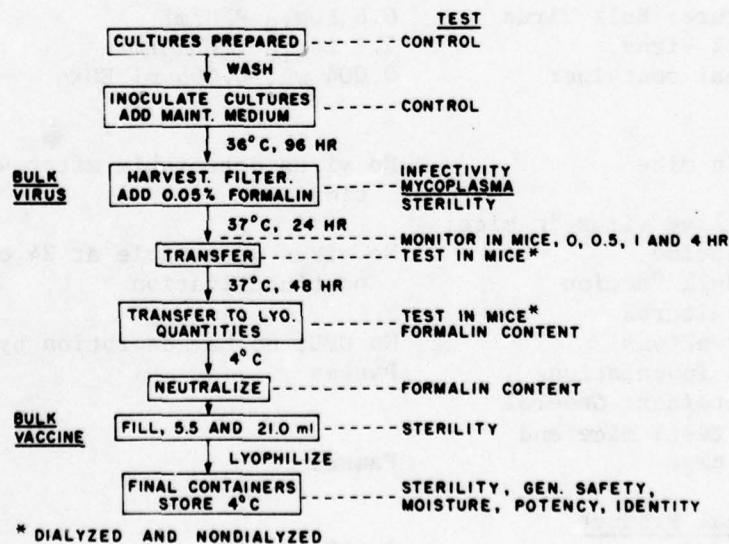 TEST
CULTURES PREPARED CONTROL
WASH
INOCULATE CULTURES
ADD MAINT. MEDIUM CONTROL
36°C, 96 HR
BULK
VIRUS
HARVEST. FILTER.
ADD 0.05% FORMALIN
INFECTIVITY
MYCOPLASMA
STERILITY
37°C, 24 HR
MONITOR IN MICE, 0, 0.5, 1 AND 4 HR
TRANSFER TEST IN MICE*
37°C, 48 HR
TRANSFER TO LYO.
QUANTITIES
TEST IN MICE*
FORMALIN CONTENT
4°C
NEUTRALIZE FORMALIN CONTENT
BULK
VACCINE
FILL, 5.5 AND 21.0 ml STERILITY
LYOPHILIZE
FINAL CONTAINERS
STORE 4°C
STERILITY, GEN. SAFETY,
MOISTURE, POTENCY, IDENTITY
* DIALYZED AND NONDIALYZED